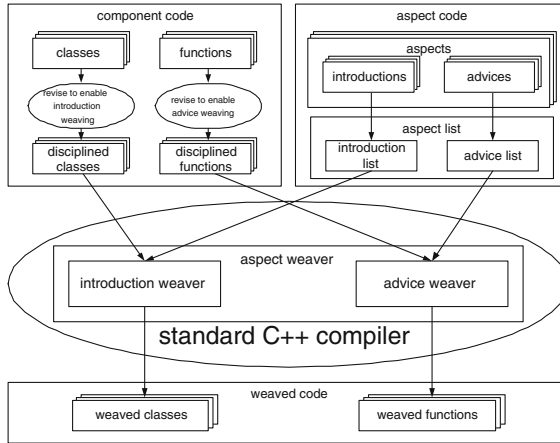 component code
classes
functions
revise to enable
introduction
weaving
revise to enable
advice weaving
disciplined
classes
disciplined
functions
aspect code
aspects
introductions
advices
aspect list
introduction
list
advice list
aspect weaver
introduction weaver
advice weaver
standard C++ compiler
weaved code
weaved classes
weaved functions